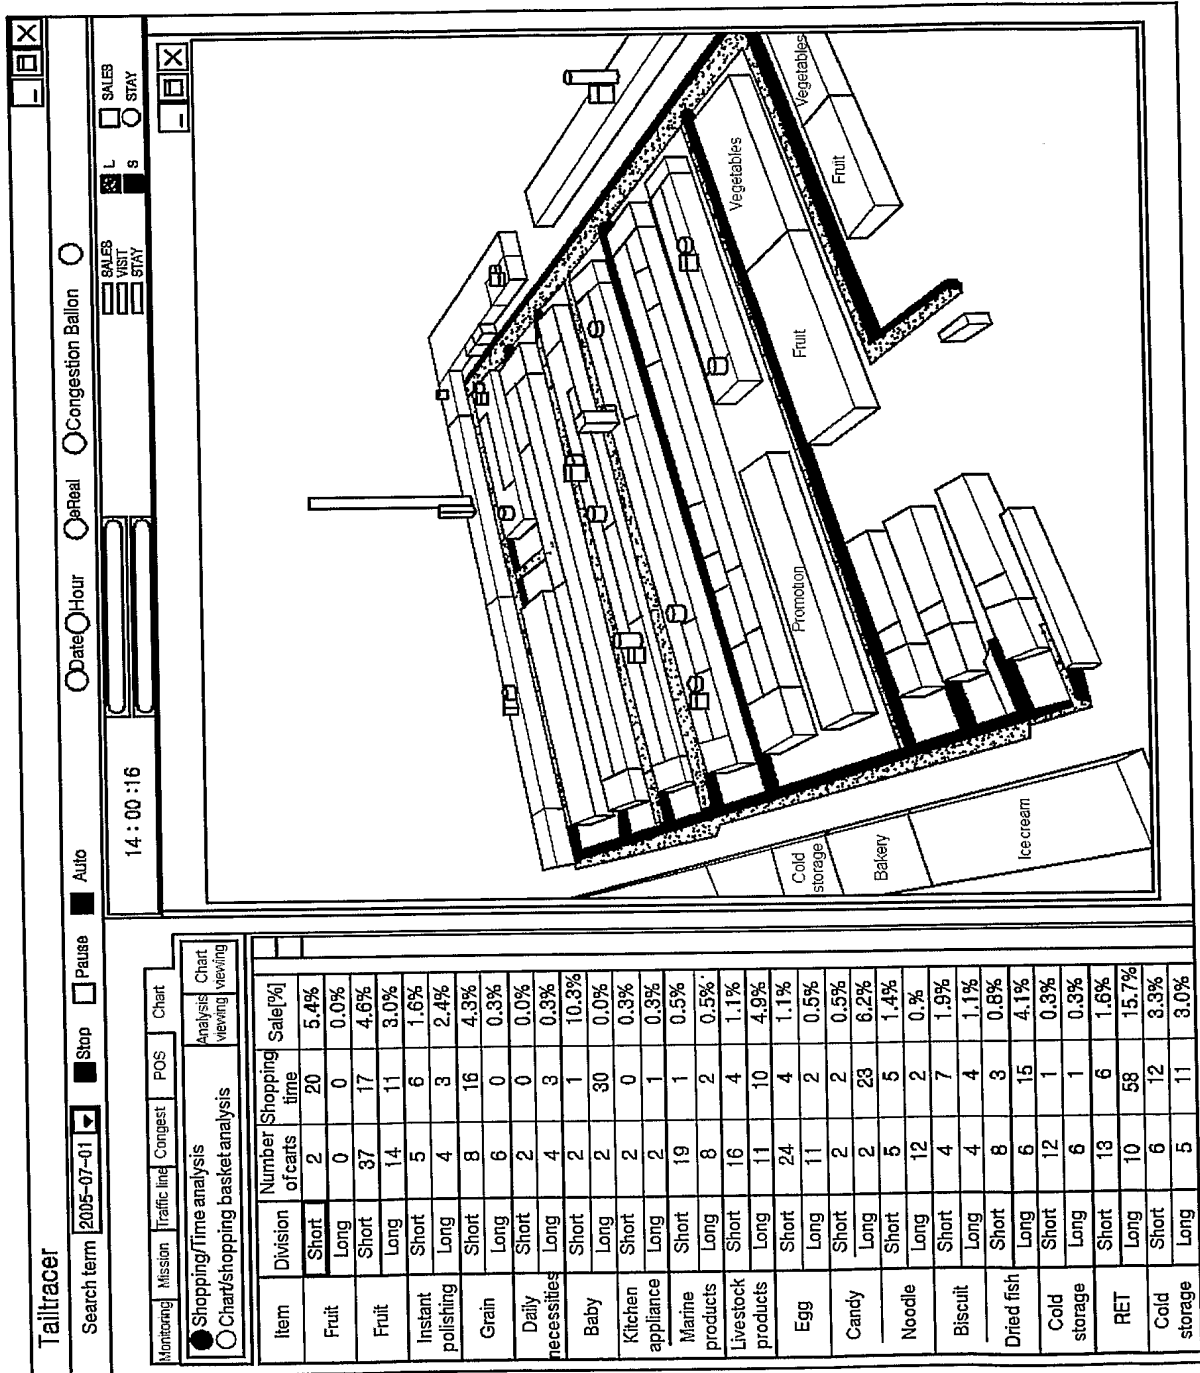 Tailtracer
Search term 2005-07-01 Stop Pause Auto Date Hour eReal Congestion Ballon
14:00:16
SALES
VISIT
STAY
L
S
SALES
STAY
Monitoring Mission Traffic line Congest POS Chart
Shopping/Time analysis
Chart/shopping basket analysis
Analysis viewing
Chart viewing
Item Division Number of carts Shopping time Sale[%]
Fruit Short 2 20 5.4%
Long 0 0 0.0%
Fruit Short 37 17 4.6%
Long 14 11 3.0%
Instant polishing Short 5 6 1.6%
Long 4 3 2.4%
Grain Short 8 16 4.3%
Long 6 0 0.3%
Daily necessities Short 2 0 0.0%
Long 4 3 0.3%
Baby Short 2 1 10.3%
Long 2 30 0.0%
Kitchen appliance Short 2 0 0.3%
Long 2 1 0.3%
Marine products Short 19 1 0.5%
Long 8 2 0.5%
Livestock products Short 16 4 1.1%
Long 11 10 4.9%
Egg Short 24 4 1.1%
Long 11 2 0.5%
Candy Short 2 2 0.5%
Long 2 23 6.2%
Noodle Short 5 5 1.4%
Long 12 2 0.%
Biscuit Short 4 7 1.9%
Long 4 4 1.1%
Dried fish Short 8 3 0.8%
Long 6 15 4.1%
Cold storage Short 12 1 0.3%
Long 6 1 0.3%
RET Short 13 6 1.6%
Long 10 58 15.7%
Cold storage Short 6 12 3.3%
Long 5 11 3.0%
Cold storage
Bakery
Ice cream
Promotion
Fruit
Vegetables
Fruit
Vegetables